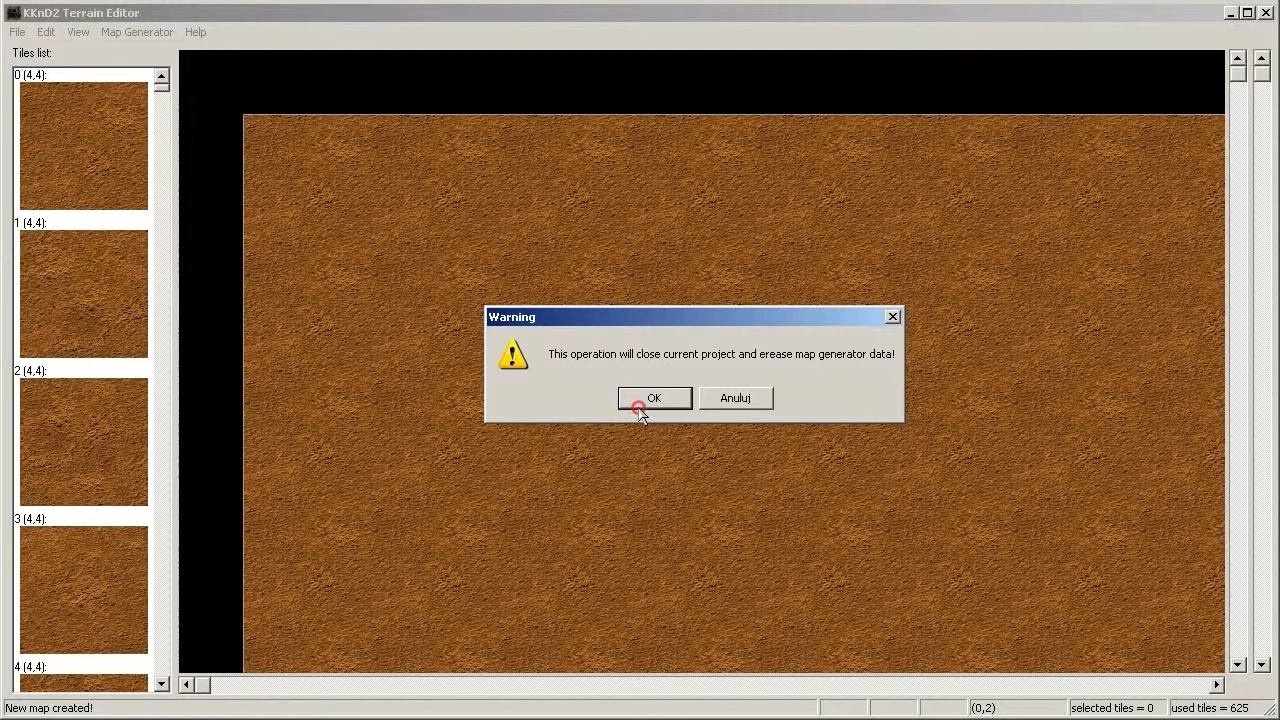 KKnD2 Terrain Editor
File Edit View Map Generator Help
Tiles list:
0 (4,4):
1 (4,4):
2 (4,4):
3 (4,4):
4 (4,4):
Warning
This operation will close current project and erease map generator data!
OK Anuluj
New map created! (0,2) selected tiles = 0 used tiles = 625